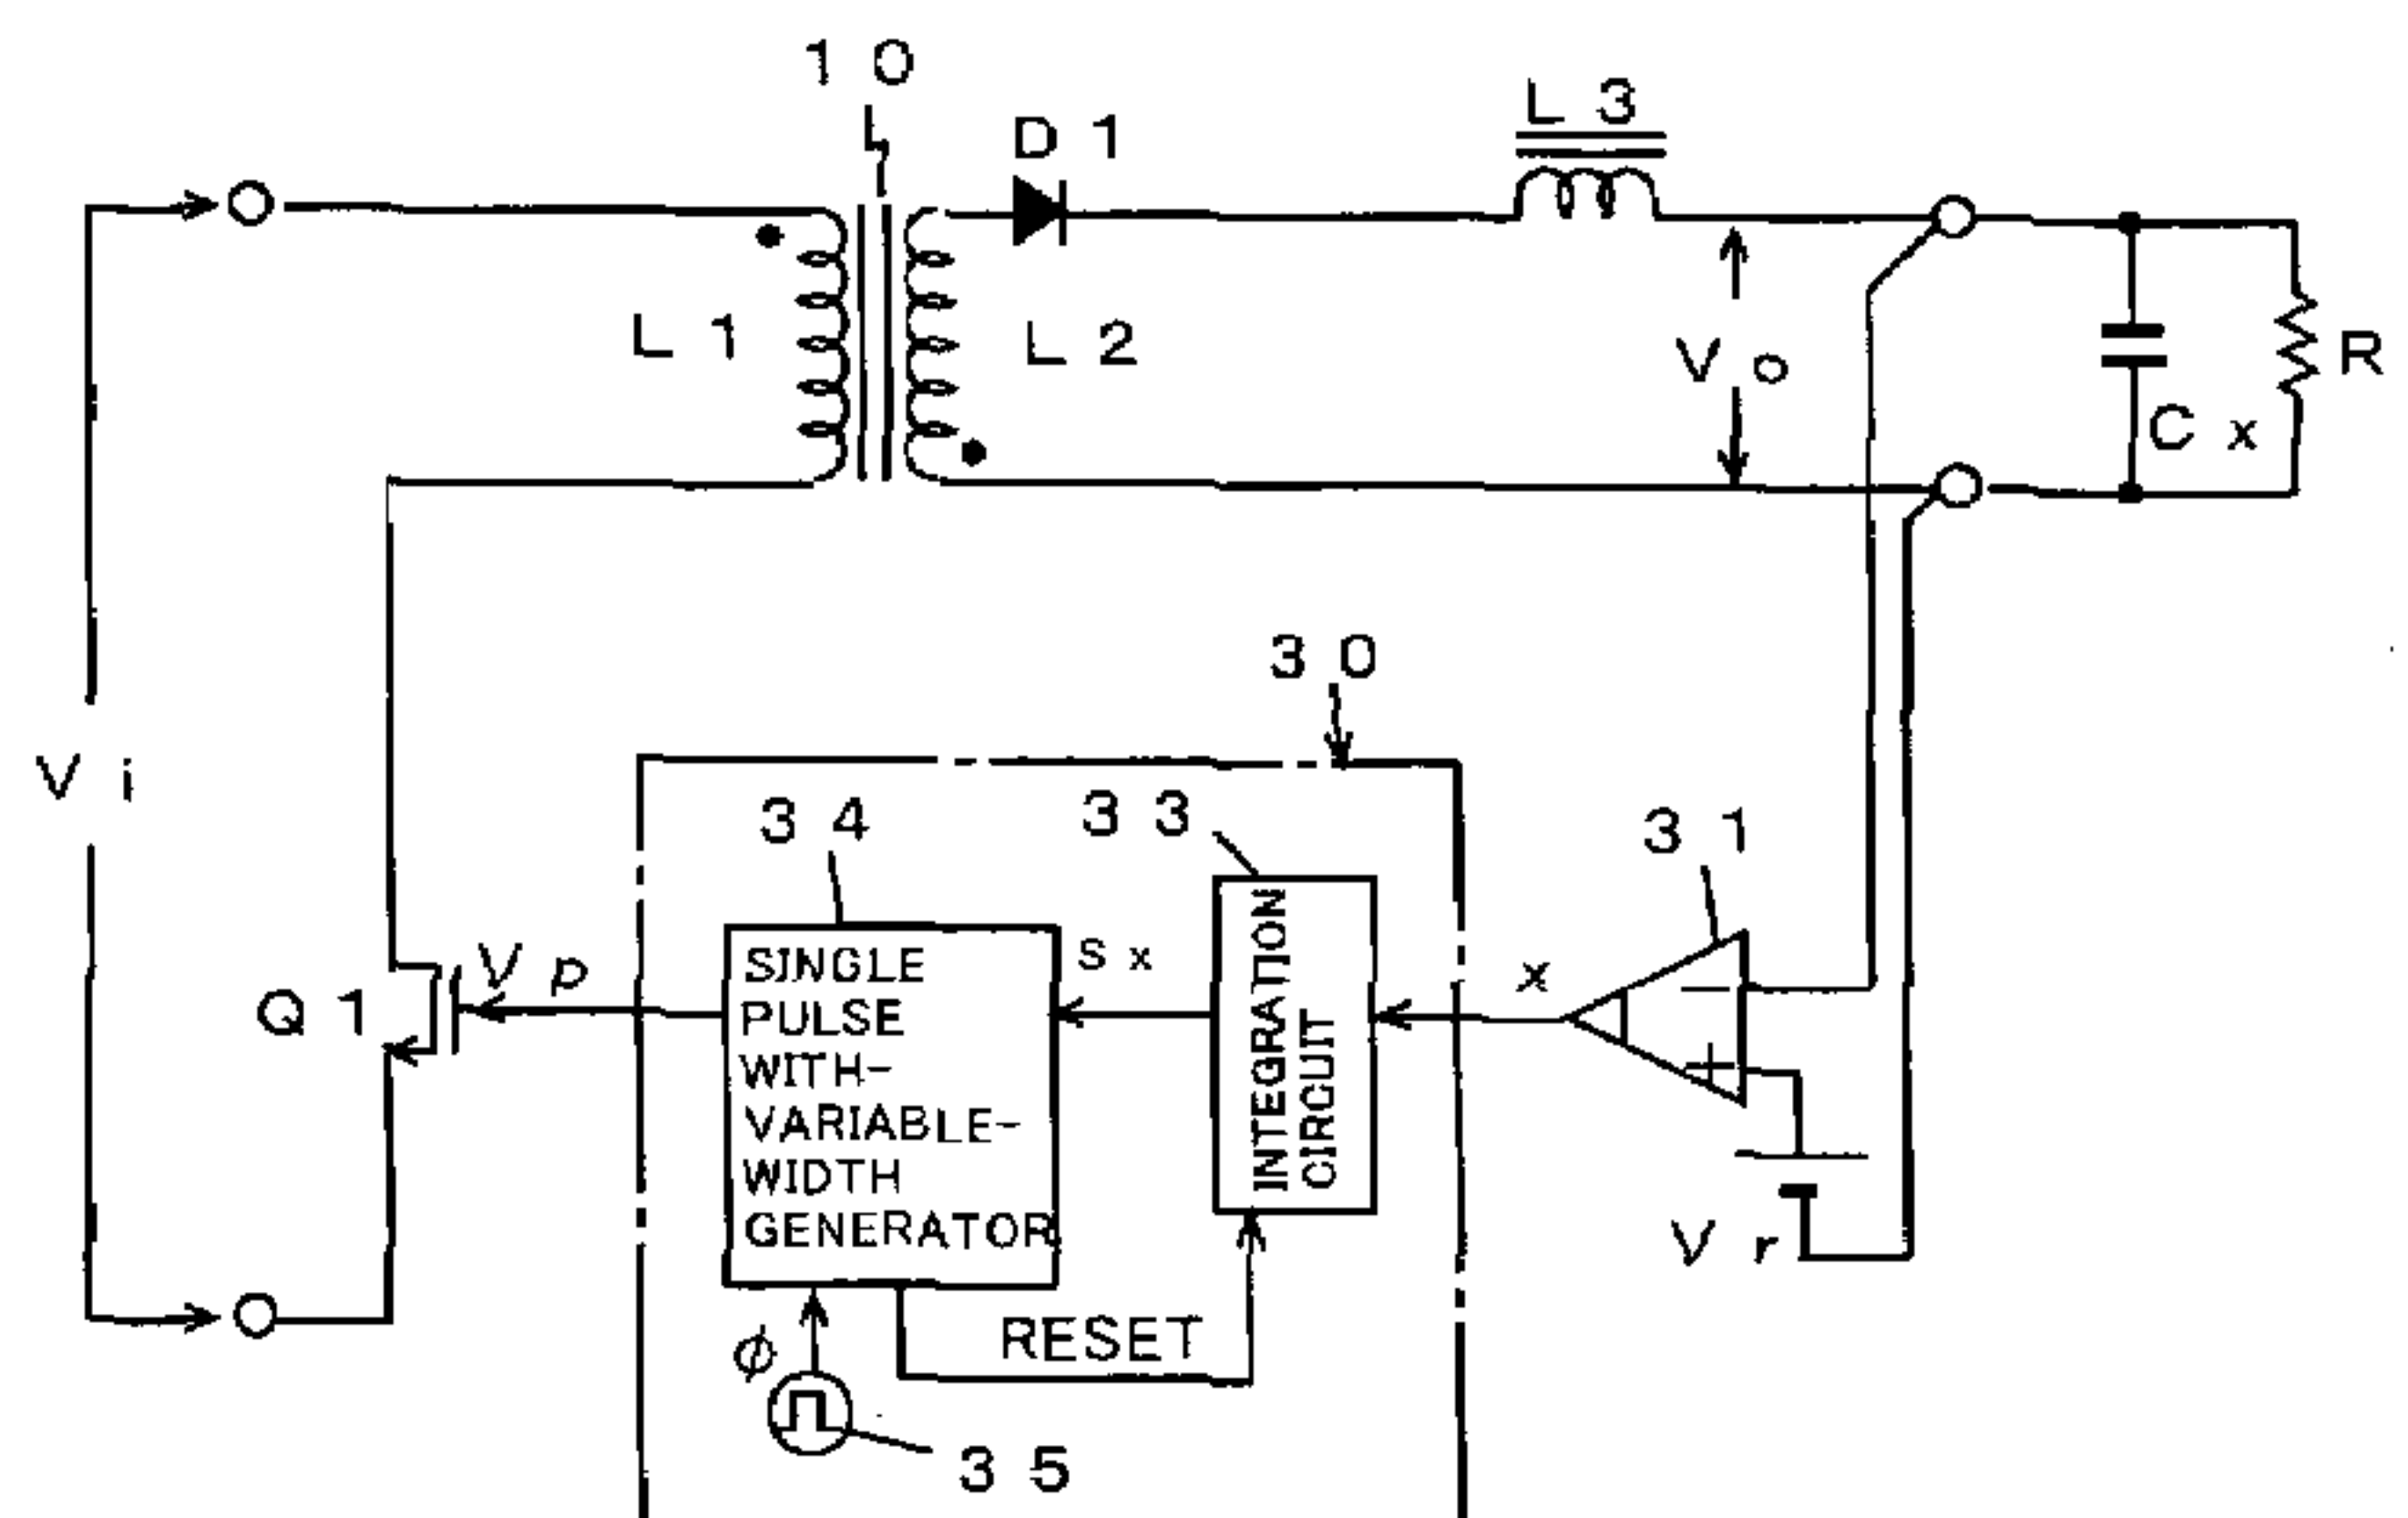 10
L3
D1
L1
L2
Vo
R
Cx
30
Vi
34
33
31
SINGLE
PULSE
WITH-
VARIABLE-
WIDTH
GENERATOR
Sx
INTEGRATION
CIRCUIT
x
−
+
Vp
Q1
Vr
RESET
ϕ
35